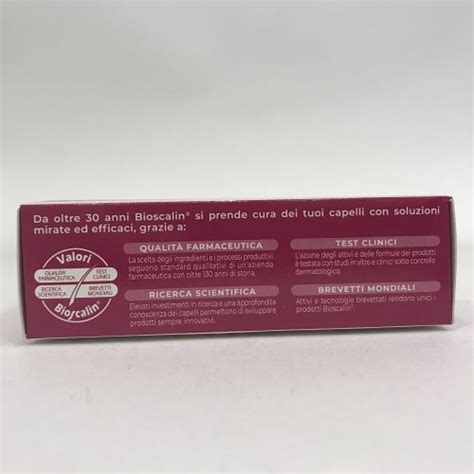 Da oltre 30 anni Bioscalin® si prende cura dei tuoi capelli con soluzioni
mirate ed efficaci, grazie a:
Valori
QUALITÀ
FARMACEUTICA
TEST
CLINICI
RICERCA
SCIENTIFICA
BREVETTI
MONDIALI
Bioscalin
QUALITÀ FARMACEUTICA
La scelta degli ingredienti e i processi produttivi
seguono standard qualitativi di un'azienda
farmaceutica con oltre 130 anni di storia.
RICERCA SCIENTIFICA
Elevati investimenti in ricerca e una approfondita
conoscenza dei capelli permettono di sviluppare
prodotti sempre innovativi.
TEST CLINICI
L'azione degli attivi e delle formule dei prodotti
è testata con studi in vitro e clinici sotto controllo
dermatologico.
BREVETTI MONDIALI
Attivi e tecnologie brevettati rendono unici i
prodotti Bioscalin®.